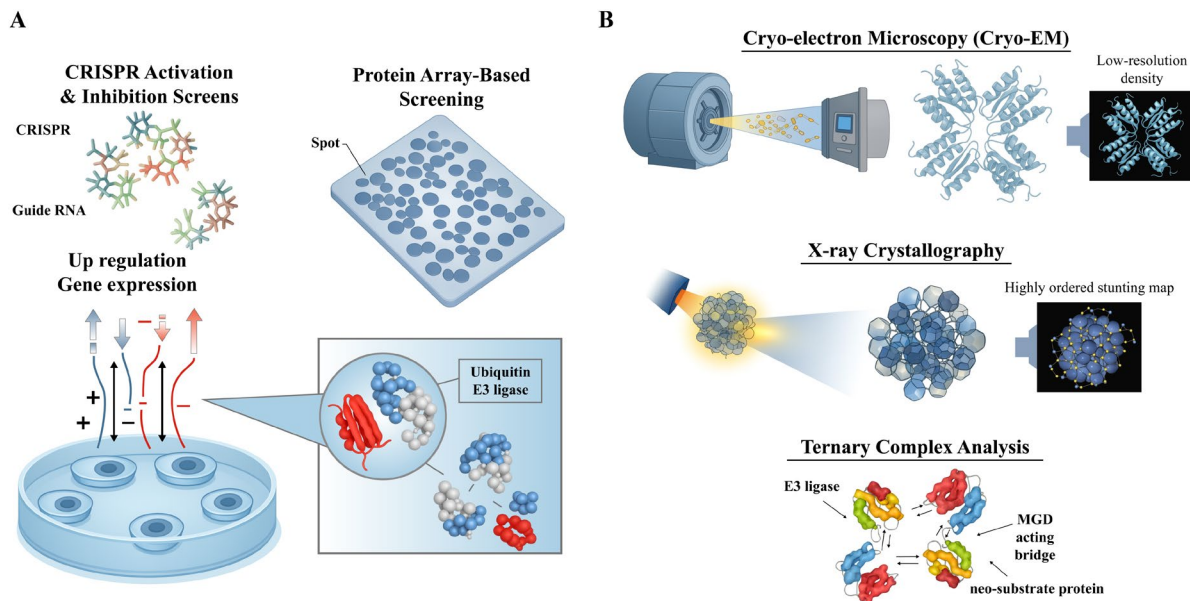 A
CRISPR Activation
& Inhibition Screens
CRISPR
Guide RNA
Up regulation
Gene expression
Protein Array-Based
Screening
Spot
Ubiquitin
E3 ligase
B
Cryo-electron Microscopy (Cryo-EM)
Low-resolution
density
X-ray Crystallography
Highly ordered stunting map
Ternary Complex Analysis
E3 ligase
MGD
acting
bridge
neo-substrate protein